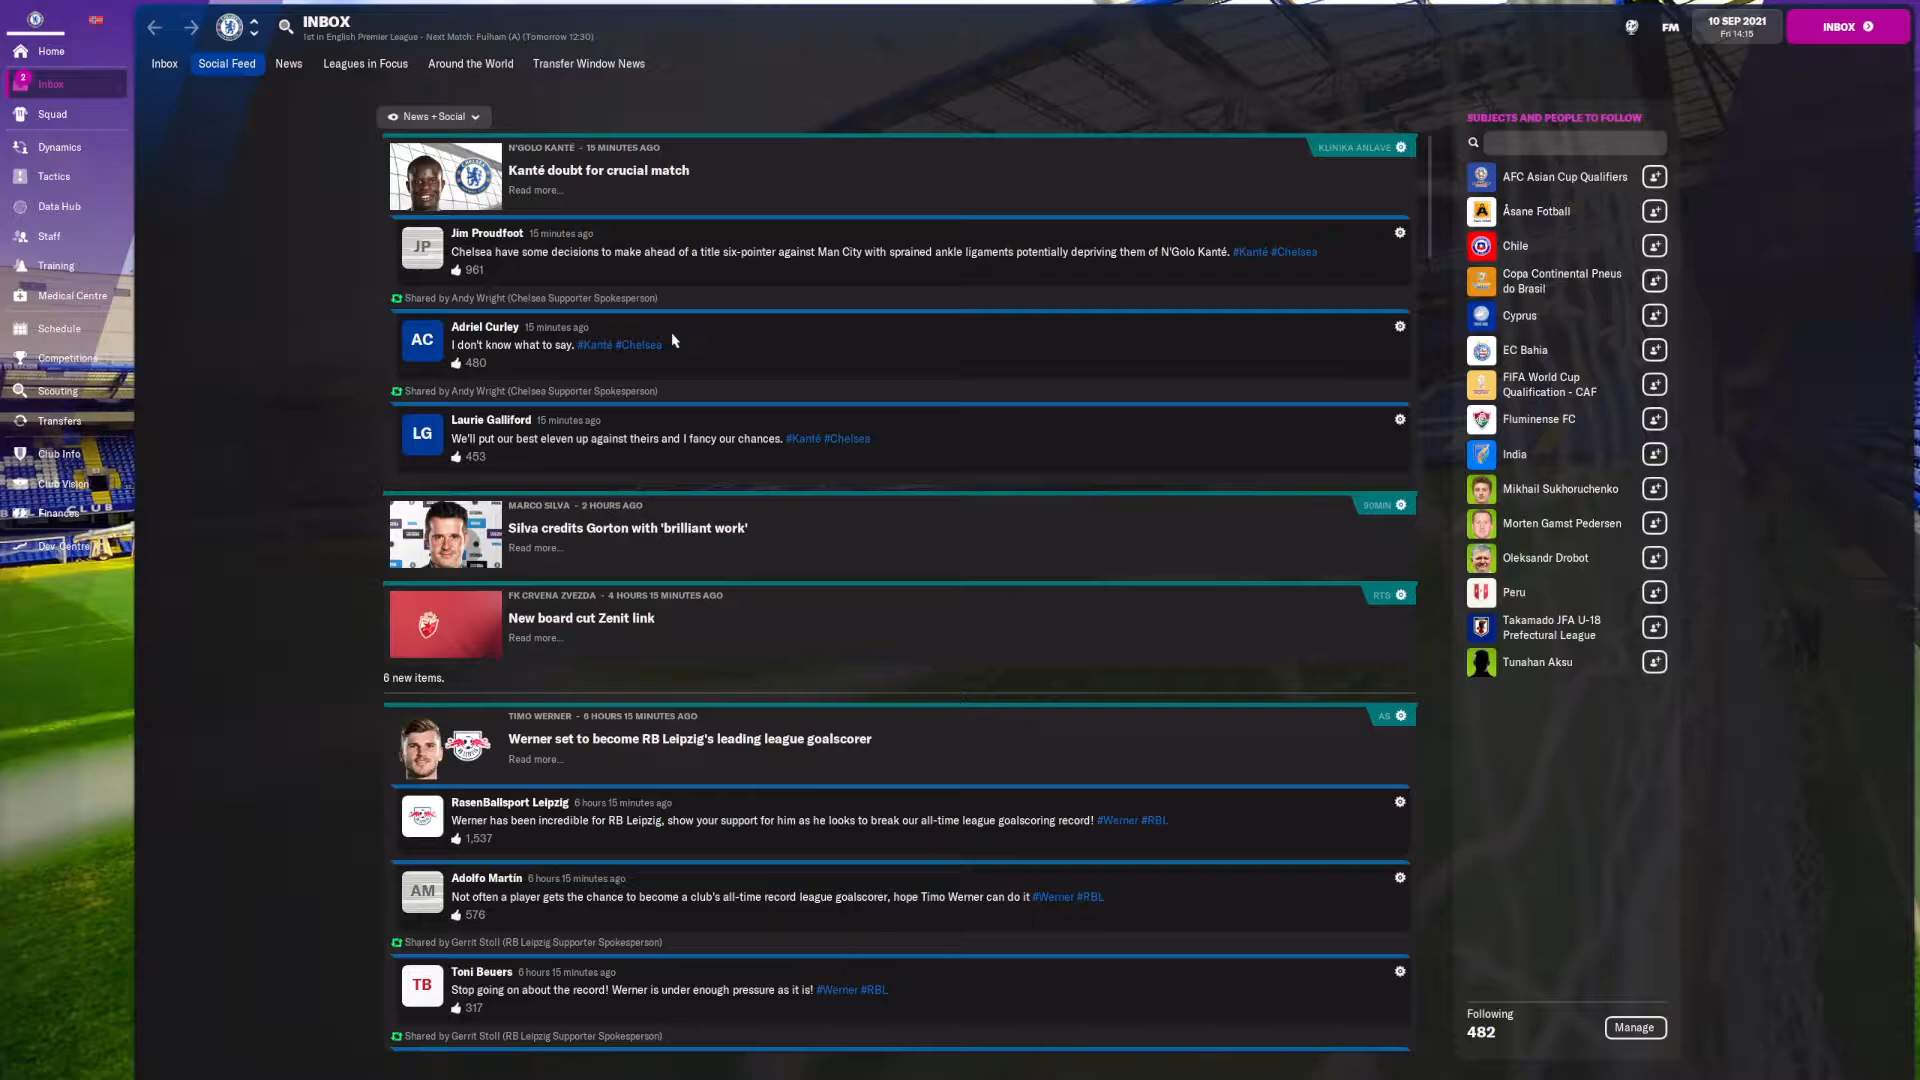 INBOX
1st in English Premier League - Next Match: Fulham (A) (Tomorrow 12:30)
FM
10 SEP 2021
Fri 14:15
INBOX
Home
2
Inbox
Squad
Dynamics
Tactics
Data Hub
Staff
Training
Medical Centre
Schedule
Competitions
Scouting
Transfers
Club Info
Club Vision
Finances
Dev. Centre
Inbox Social Feed News Leagues in Focus Around the World Transfer Window News
News + Social
N'GOLO KANTÉ - 15 MINUTES AGO
KLINIKA ANLAVE
Kanté doubt for crucial match
Read more...
JP
Jim Proudfoot 15 minutes ago
Chelsea have some decisions to make ahead of a title six-pointer against Man City with sprained ankle ligaments potentially depriving them of N'Golo Kanté. #Kanté #Chelsea
961
Shared by Andy Wright (Chelsea Supporter Spokesperson)
AC
Adriel Curley 15 minutes ago
I don't know what to say. #Kanté #Chelsea
480
Shared by Andy Wright (Chelsea Supporter Spokesperson)
LG
Laurie Galliford 15 minutes ago
We'll put our best eleven up against theirs and I fancy our chances. #Kanté #Chelsea
453
MARCO SILVA - 2 HOURS AGO
90MIN
Silva credits Gorton with 'brilliant work'
Read more...
FK CRVENA ZVEZDA - 4 HOURS 15 MINUTES AGO
RTS
New board cut Zenit link
Read more...
6 new items.
TIMO WERNER - 6 HOURS 15 MINUTES AGO
AS
Werner set to become RB Leipzig's leading league goalscorer
Read more...
RasenBallsport Leipzig 6 hours 15 minutes ago
Werner has been incredible for RB Leipzig, show your support for him as he looks to break our all-time league goalscoring record! #Werner #RBL
1,537
AM
Adolfo Martín 6 hours 15 minutes ago
Not often a player gets the chance to become a club's all-time record league goalscorer, hope Timo Werner can do it #Werner #RBL
576
Shared by Gerrit Stoll (RB Leipzig Supporter Spokesperson)
TB
Toni Beuers 6 hours 15 minutes ago
Stop going on about the record! Werner is under enough pressure as it is! #Werner #RBL
317
Shared by Gerrit Stoll (RB Leipzig Supporter Spokesperson)
SUBJECTS AND PEOPLE TO FOLLOW
AFC Asian Cup Qualifiers
Åsane Fotball
Chile
Copa Continental Pneus
do Brasil
Cyprus
EC Bahia
FIFA World Cup
Qualification - CAF
Fluminense FC
India
Mikhail Sukhoruchenko
Morten Gamst Pedersen
Oleksandr Drobot
Peru
Takamado JFA U-18
Prefectural League
Tunahan Aksu
Following
482
Manage